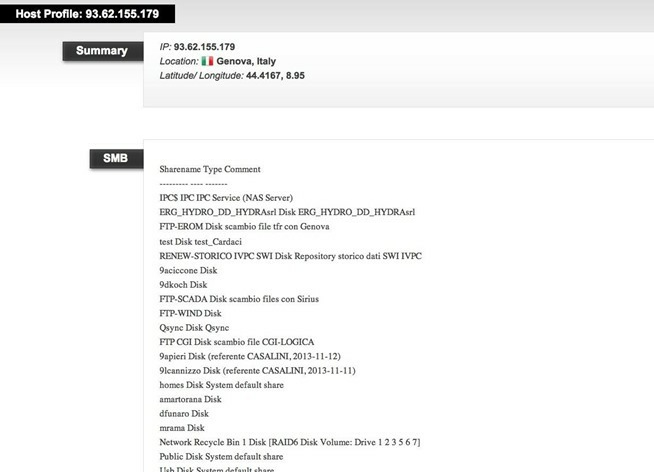 Host Profile: 93.62.155.179
Summary
IP: 93.62.155.179
Location: Genova, Italy
Latitude/ Longitude: 44.4167, 8.95
SMB
Sharename Type Comment
--------- ---- -------
IPC$ IPC IPC Service (NAS Server)
ERG_HYDRO_DD_HYDRAsrl Disk ERG_HYDRO_DD_HYDRAsrl
FTP-EROM Disk scambio file tfr con Genova
test Disk test_Cardaci
RENEW-STORICO IVPC SWI Disk Repository storico dati SWI IVPC
9aciccone Disk
9dkoch Disk
FTP-SCADA Disk scambio files con Sirius
FTP-WIND Disk
Qsync Disk Qsync
FTP CGI Disk scambio file CGI-LOGICA
9apieri Disk (referente CASALINI, 2013-11-12)
9lcannizzo Disk (referente CASALINI, 2013-11-11)
homes Disk System default share
amartorana Disk
dfunaro Disk
mrama Disk
Network Recycle Bin 1 Disk [RAID6 Disk Volume: Drive 1 2 3 5 6 7]
Public Disk System default share
Usb Disk System default share